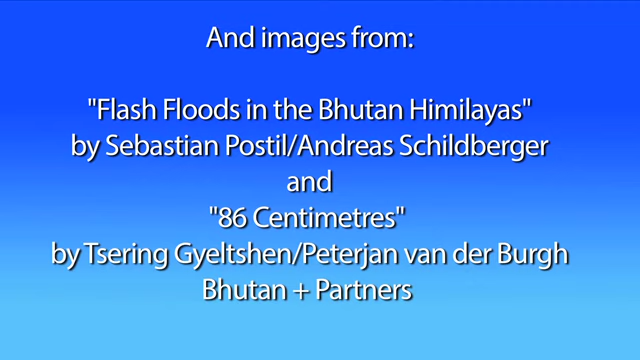 And images from:
"Flash Floods in the Bhutan Himilayas"
by Sebastian Postil/Andreas Schildberger
and
"86 Centimetres"
by Tsering Gyeltshen/Peterjan van der Burgh
Bhutan + Partners